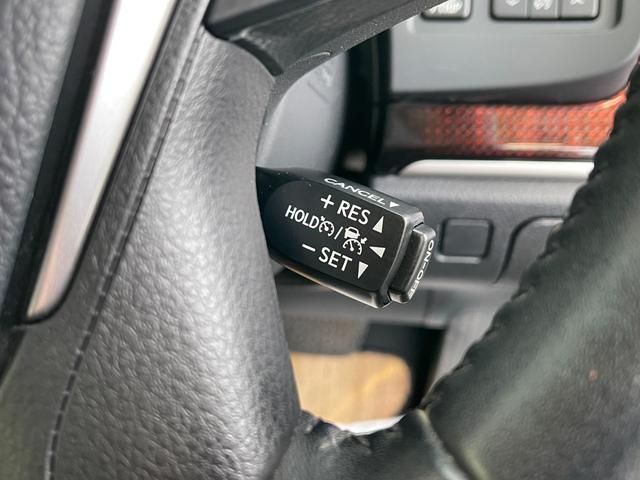 CANCEL▼
+ RES▲
HOLD / ◀
−SET▼
ON-OFF